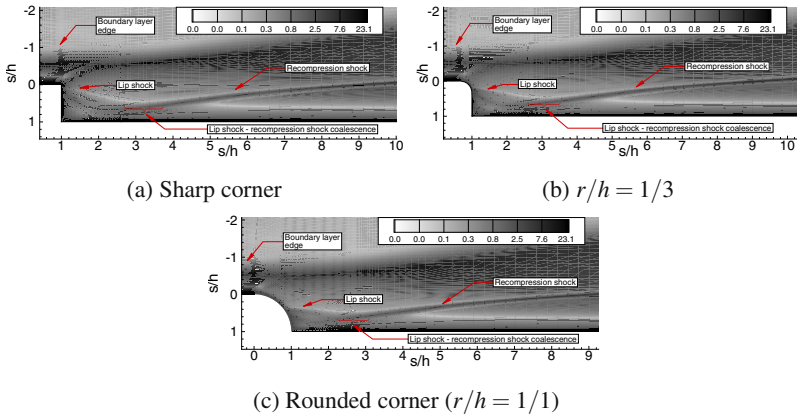 0.0 0.0 0.1 0.3 0.8 2.5 7.6 23.1
Boundary layer
edge
Lip shock
Recompression shock
Lip shock - recompression shock coalescence
s/h
-2
-1
0
1
1 2 3 4 5 6 7 8 9 10
s/h
(a) Sharp corner
0.0 0.0 0.1 0.3 0.8 2.5 7.6 23.1
Boundary layer
edge
Lip shock
Recompression shock
Lip shock - recompression shock coalescence
s/h
-2
-1
0
1
1 2 3 4 5 6 7 8 9 10
s/h
(b) r/h = 1/3
0.0 0.0 0.1 0.3 0.8 2.5 7.6 23.1
Boundary layer
edge
Lip shock
Recompression shock
Lip shock - recompression shock coalescence
s/h
-2
-1
0
1
0 1 2 3 4 5 6 7 8 9
s/h
(c) Rounded corner (r/h = 1/1)